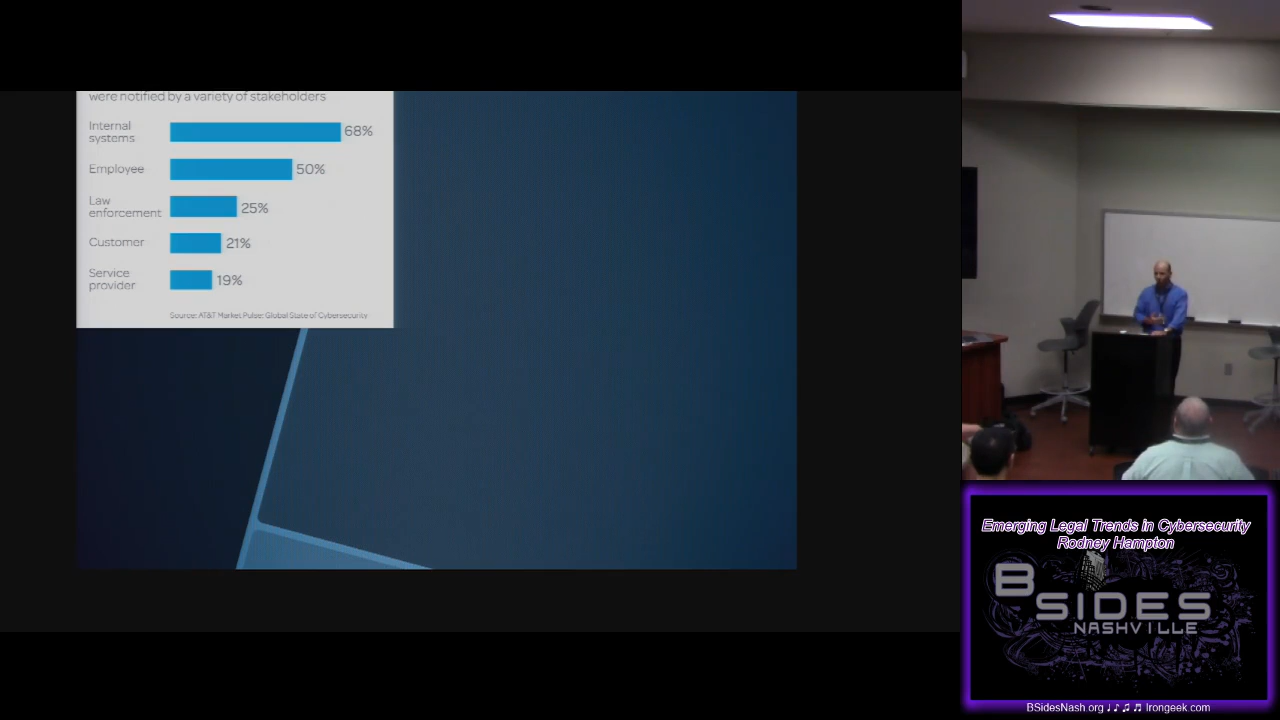 were notified by a variety of stakeholders
Internal
systems
68%
Employee
50%
Law
enforcement
25%
Customer
21%
Service
provider
19%
Source: AT&T Market Pulse: Global State of Cybersecurity
Emerging Legal Trends in Cybersecurity
Rodney Hampton
BSIDES
NASHVILLE
BSidesNash.org ♩ ♪ ♫ ♬ Irongeek.com